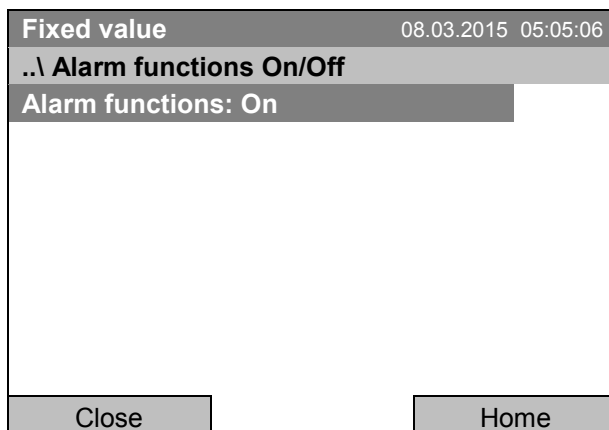 Fixed value 08.03.2015 05:05:06
..\ Alarm functions On/Off
Alarm functions: On
Close Home